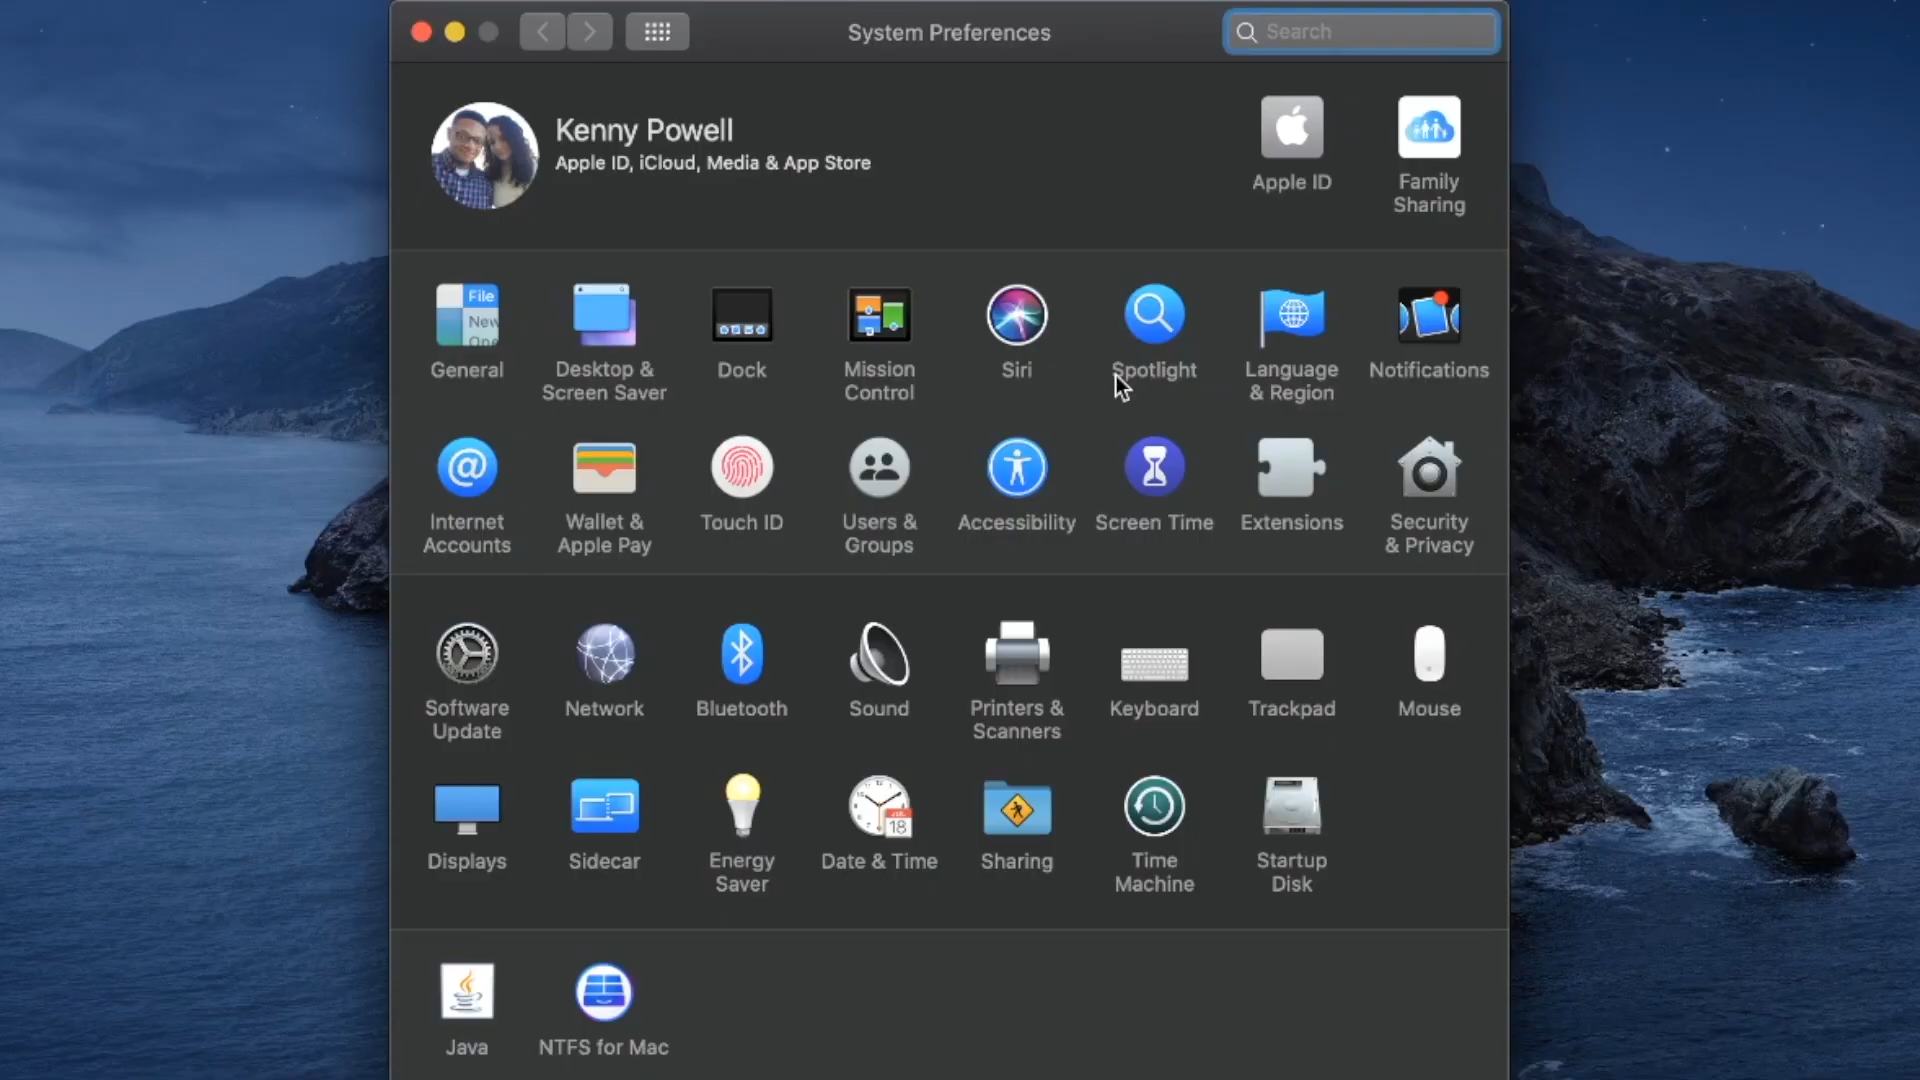 System Preferences
Search
Kenny Powell
Apple ID, iCloud, Media & App Store
Apple ID
Family
Sharing
File
New
Ope
General
Desktop &
Screen Saver
Dock
Mission
Control
Siri
Spotlight
Language
& Region
Notifications
Internet
Accounts
Wallet &
Apple Pay
Touch ID
Users &
Groups
Accessibility
Screen Time
Extensions
Security
& Privacy
Software
Update
Network
Bluetooth
Sound
Printers &
Scanners
Keyboard
Trackpad
Mouse
JUL
18
Displays
Sidecar
Energy
Saver
Date & Time
Sharing
Time
Machine
Startup
Disk
Java
NTFS for Mac